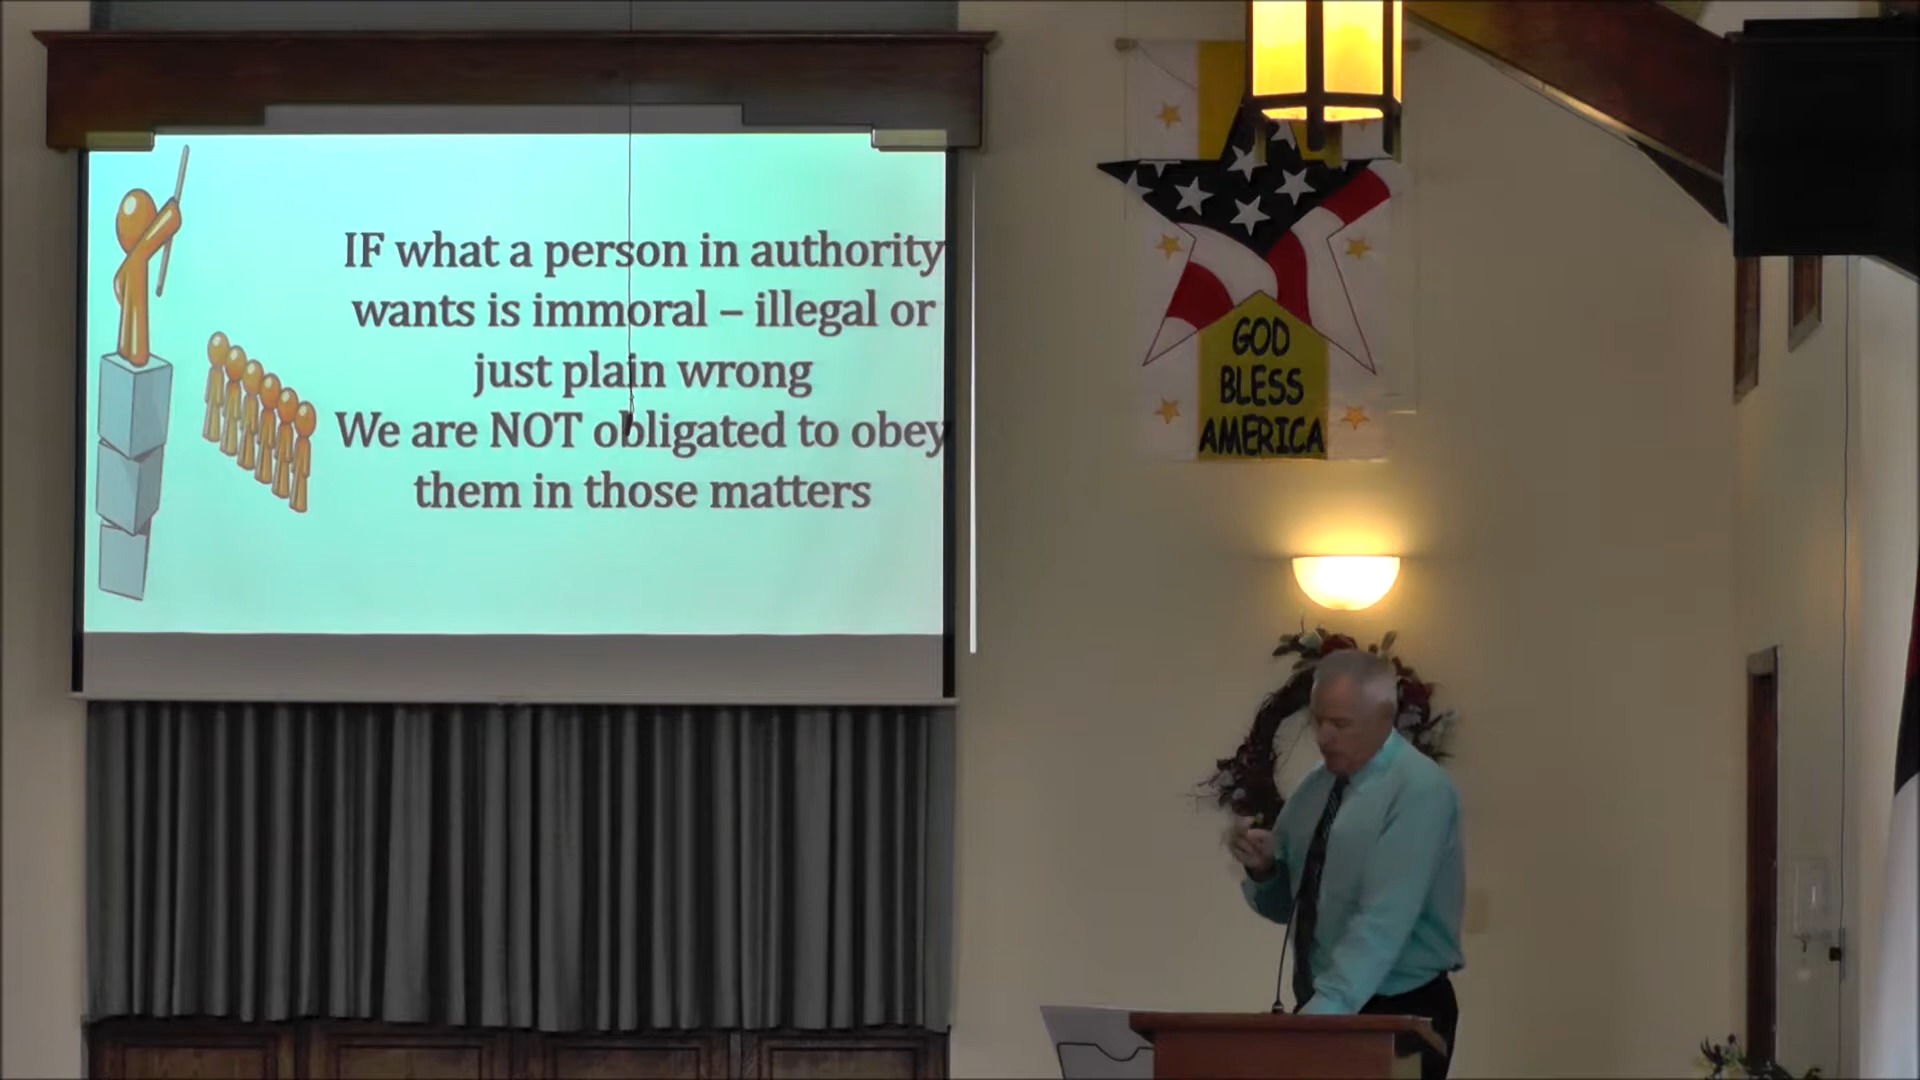 IF what a person in authority
wants is immoral – illegal or
just plain wrong
We are NOT obligated to obey
them in those matters
GOD
BLESS
AMERICA